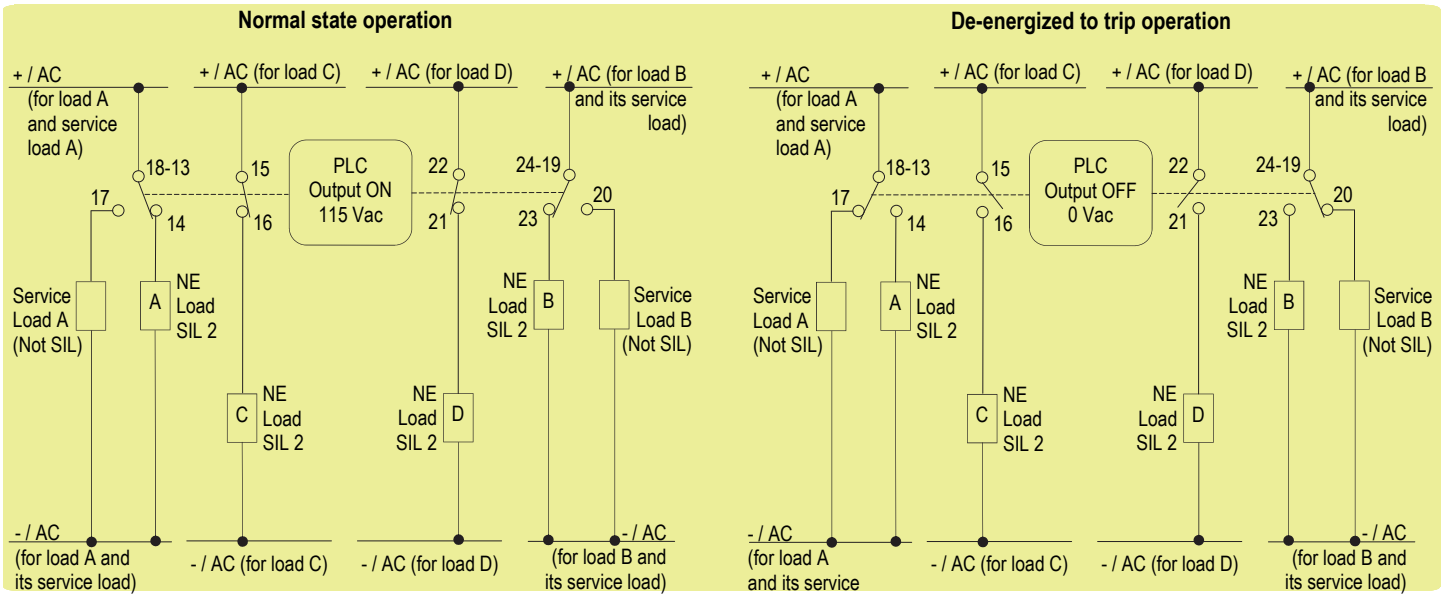 Normal state operation
+ / AC
(for load A
and service
load A)
+ / AC (for load C)
+ / AC (for load D)
+ / AC (for load B
and its service
load)
18-13
15
PLC
Output ON
115 Vac
22
24-19
17
14
16
21
23
20
Service
Load A
(Not SIL)
A
NE
Load
SIL 2
NE
Load
SIL 2
B
Service
Load B
(Not SIL)
C
NE
Load
SIL 2
NE
Load
SIL 2
D
- / AC
(for load A and
its service load)
- / AC (for load C)
- / AC (for load D)
- / AC
(for load B and
its service load)
De-energized to trip operation
+ / AC
(for load A
and service
load A)
+ / AC (for load C)
+ / AC (for load D)
+ / AC (for load B
and its service
load)
18-13
15
PLC
Output OFF
0 Vac
22
24-19
17
14
16
21
23
20
Service
Load A
(Not SIL)
A
NE
Load
SIL 2
NE
Load
SIL 2
B
Service
Load B
(Not SIL)
C
NE
Load
SIL 2
NE
Load
SIL 2
D
- / AC
(for load A
and its service
- / AC (for load C)
- / AC (for load D)
- / AC
(for load B and
its service load)